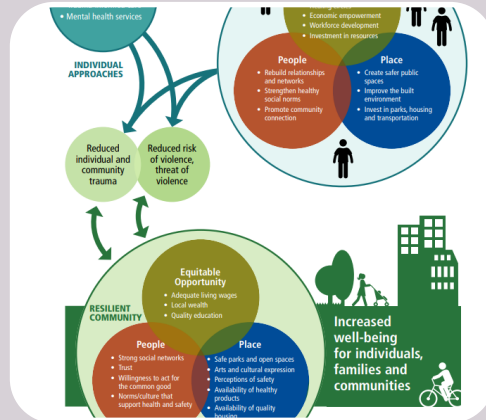 • Mental health services
INDIVIDUAL
APPROACHES
• Economic empowerment
• Workforce development
• Investment in resources
People
• Rebuild relationships
and networks
• Strengthen healthy
social norms
• Promote community
connection
Place
• Create safer public
spaces
• Improve the built
environment
• Invest in parks, housing
and transportation
Reduced
individual and
community
trauma
Reduced risk
of violence,
threat of
violence
RESILIENT
COMMUNITY
Equitable
Opportunity
• Adequate living wages
• Local wealth
• Quality education
People
• Strong social networks
• Trust
• Willingness to act for
the common good
• Norms/culture that
support health and safety
Place
• Safe parks and open spaces
• Arts and cultural expression
• Perceptions of safety
• Availability of healthy
products
• Availability of quality
housing
Increased
well-being
for individuals,
families and
communities